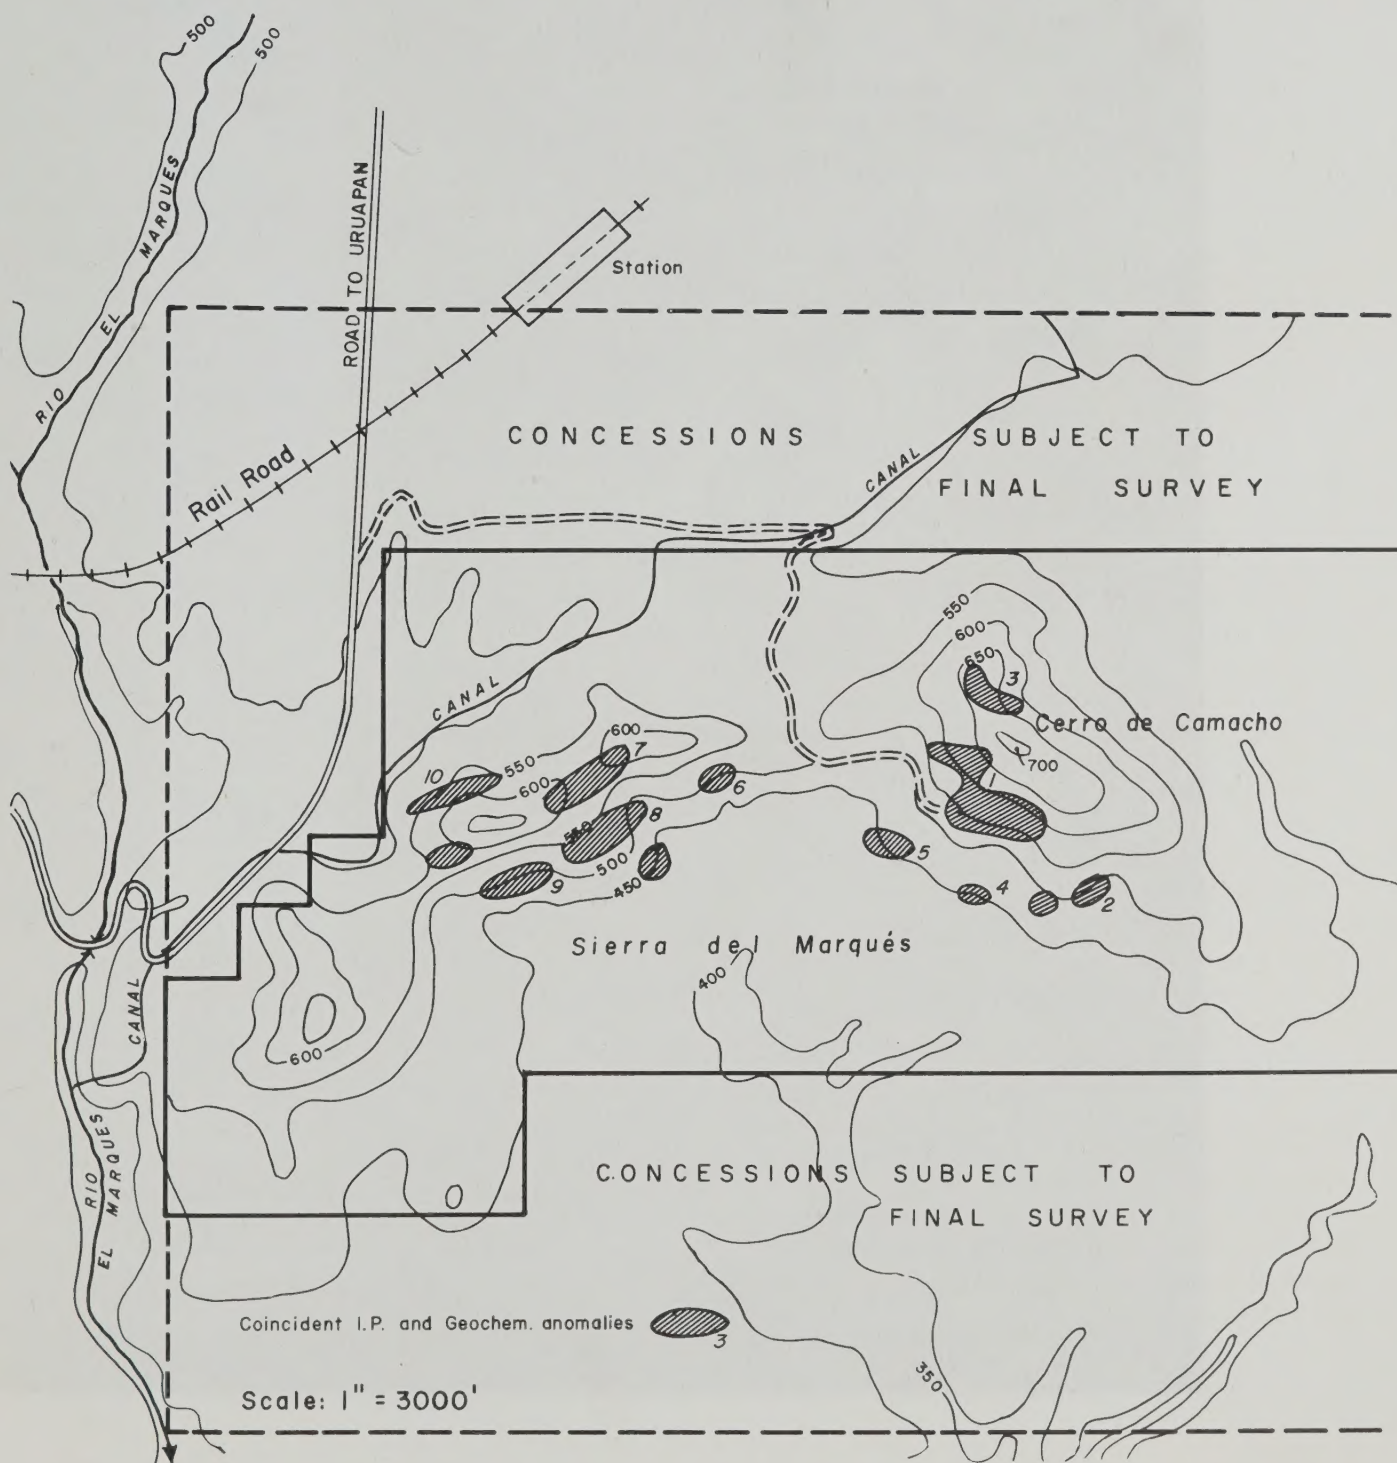 500
500
RIO EL MARQUES
ROAD TO URUAPAN
Station
Rail Road
CONCESSIONS SUBJECT TO
FINAL SURVEY
CANAL
550
600
650
3
Cerro de Camacho
700
1
CANAL
600
7
550
10
600
6
550
8
500
5
9
450
4
2
Sierra del Marqués
400
CANAL
600
RIO EL MARQUES
CONCESSIONS SUBJECT TO
FINAL SURVEY
Coincident I.P. and Geochem. anomalies 3
350
Scale: 1" = 3000'